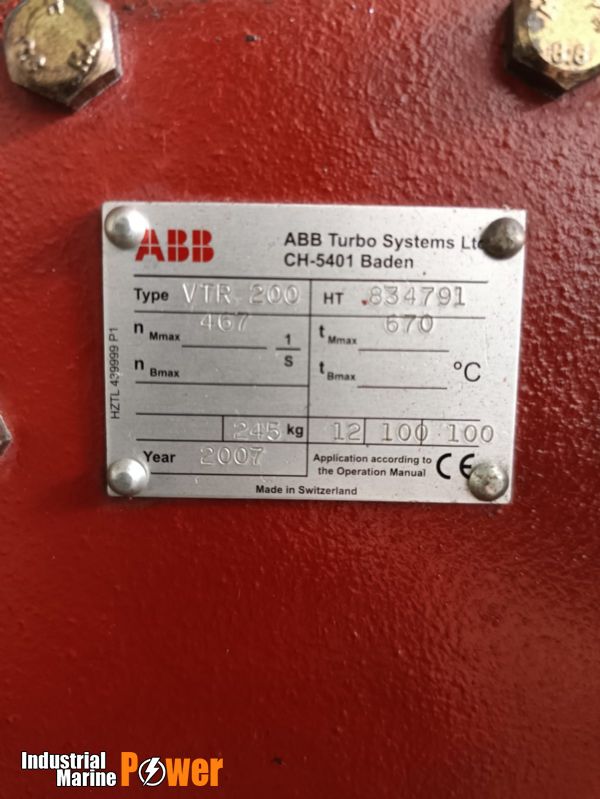 ABB
ABB Turbo Systems Ltd
CH-5401 Baden
Type VTR 200
HT 834791
n Mmax 467 1/S
t Mmax 670
n Bmax
t Bmax °C
245 kg
12 100 100
Year 2007
Application according to
the Operation Manual CE
Made in Switzerland
HZTL 439999 P1
Industrial
Marine Power